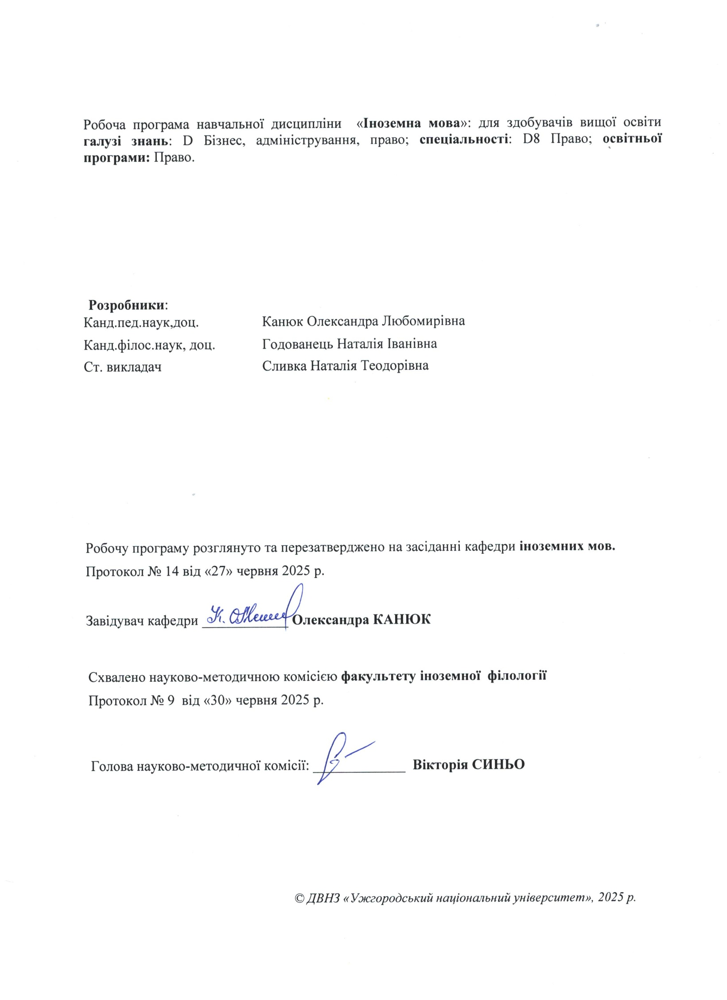 Робоча програма навчальної дисципліни «Іноземна мова»: для здобувачів вищої освіти
галузі знань: D Бізнес, адміністрування, право; спеціальності: D8 Право; освітньої
програми: Право.
Розробники:
Канд.пед.наук,доц. Канюк Олександра Любомирівна
Канд.філос.наук, доц. Годованець Наталія Іванівна
Ст. викладач Сливка Наталія Теодорівна
Робочу програму розглянуто та перезатверджено на засіданні кафедри іноземних мов.
Протокол № 14 від «27» червня 2025 р.
Завідувач кафедри ____________ Олександра КАНЮК
Схвалено науково-методичною комісією факультету іноземної філології
Протокол № 9 від «30» червня 2025 р.
Голова науково-методичної комісії: _____________ Вікторія СИНЬО
© ДВНЗ «Ужгородський національний університет», 2025 р.